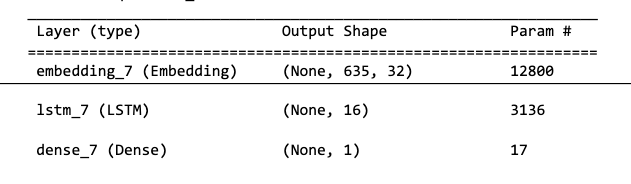 Layer (type) Output Shape Param #
=================================================================
embedding_7 (Embedding) (None, 635, 32) 12800
lstm_7 (LSTM) (None, 16) 3136
dense_7 (Dense) (None, 1) 17